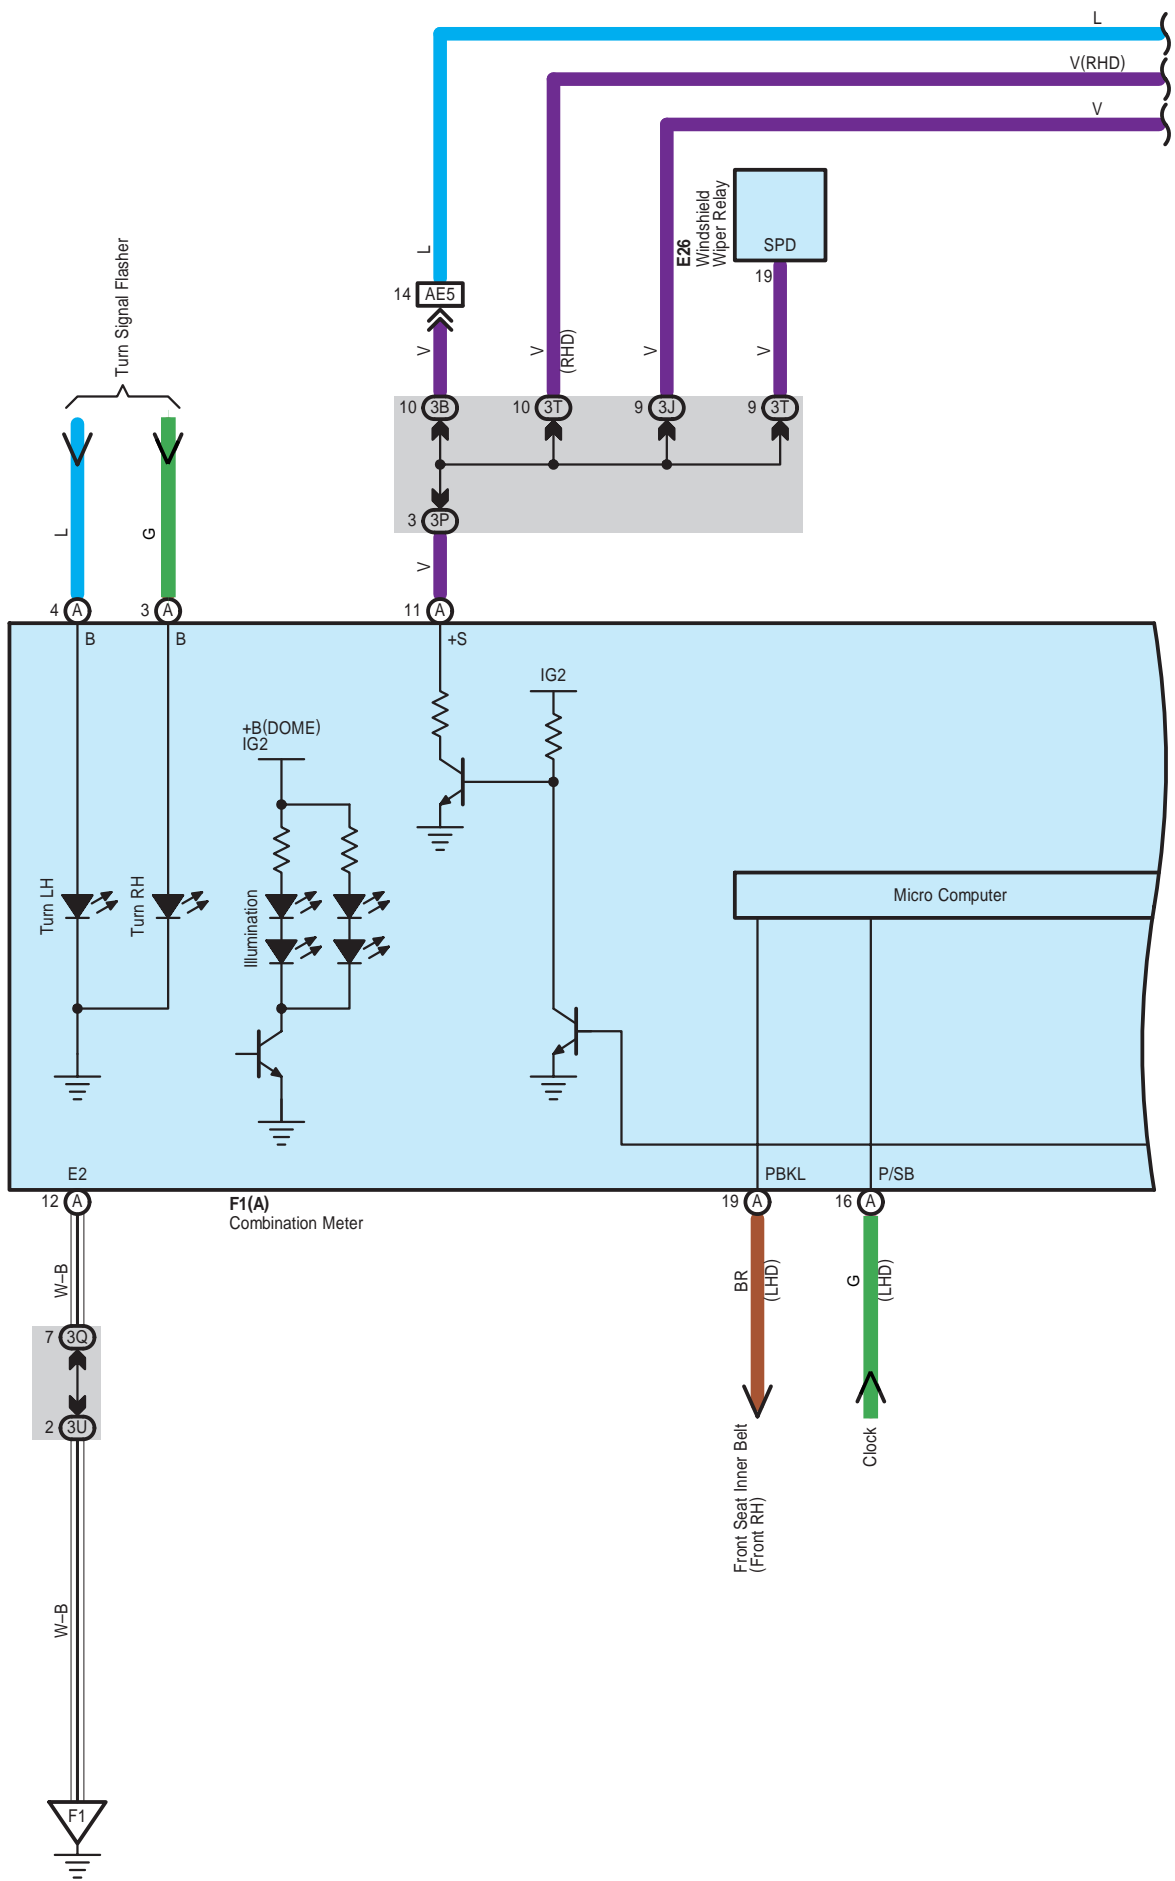 L
V(RHD)
V
E26
Windshield
Wiper Relay
SPD
19
Turn Signal Flasher
L
14 AE5
V
V
(RHD)
V
V
10 3B
10 3T
9 3J
9 3T
3 3P
L
G
V
4 A
3 A
11 A
B
B
+S
IG2
+B(DOME)
IG2
Turn LH
Turn RH
Illumination
Micro Computer
E2
PBKL
P/SB
12 A
F1(A)
Combination Meter
19 A
16 A
W–B
BR
(LHD)
G
(LHD)
7 3Q
2 3U
Front Seat Inner Belt
(Front RH)
Clock
W–B
F1